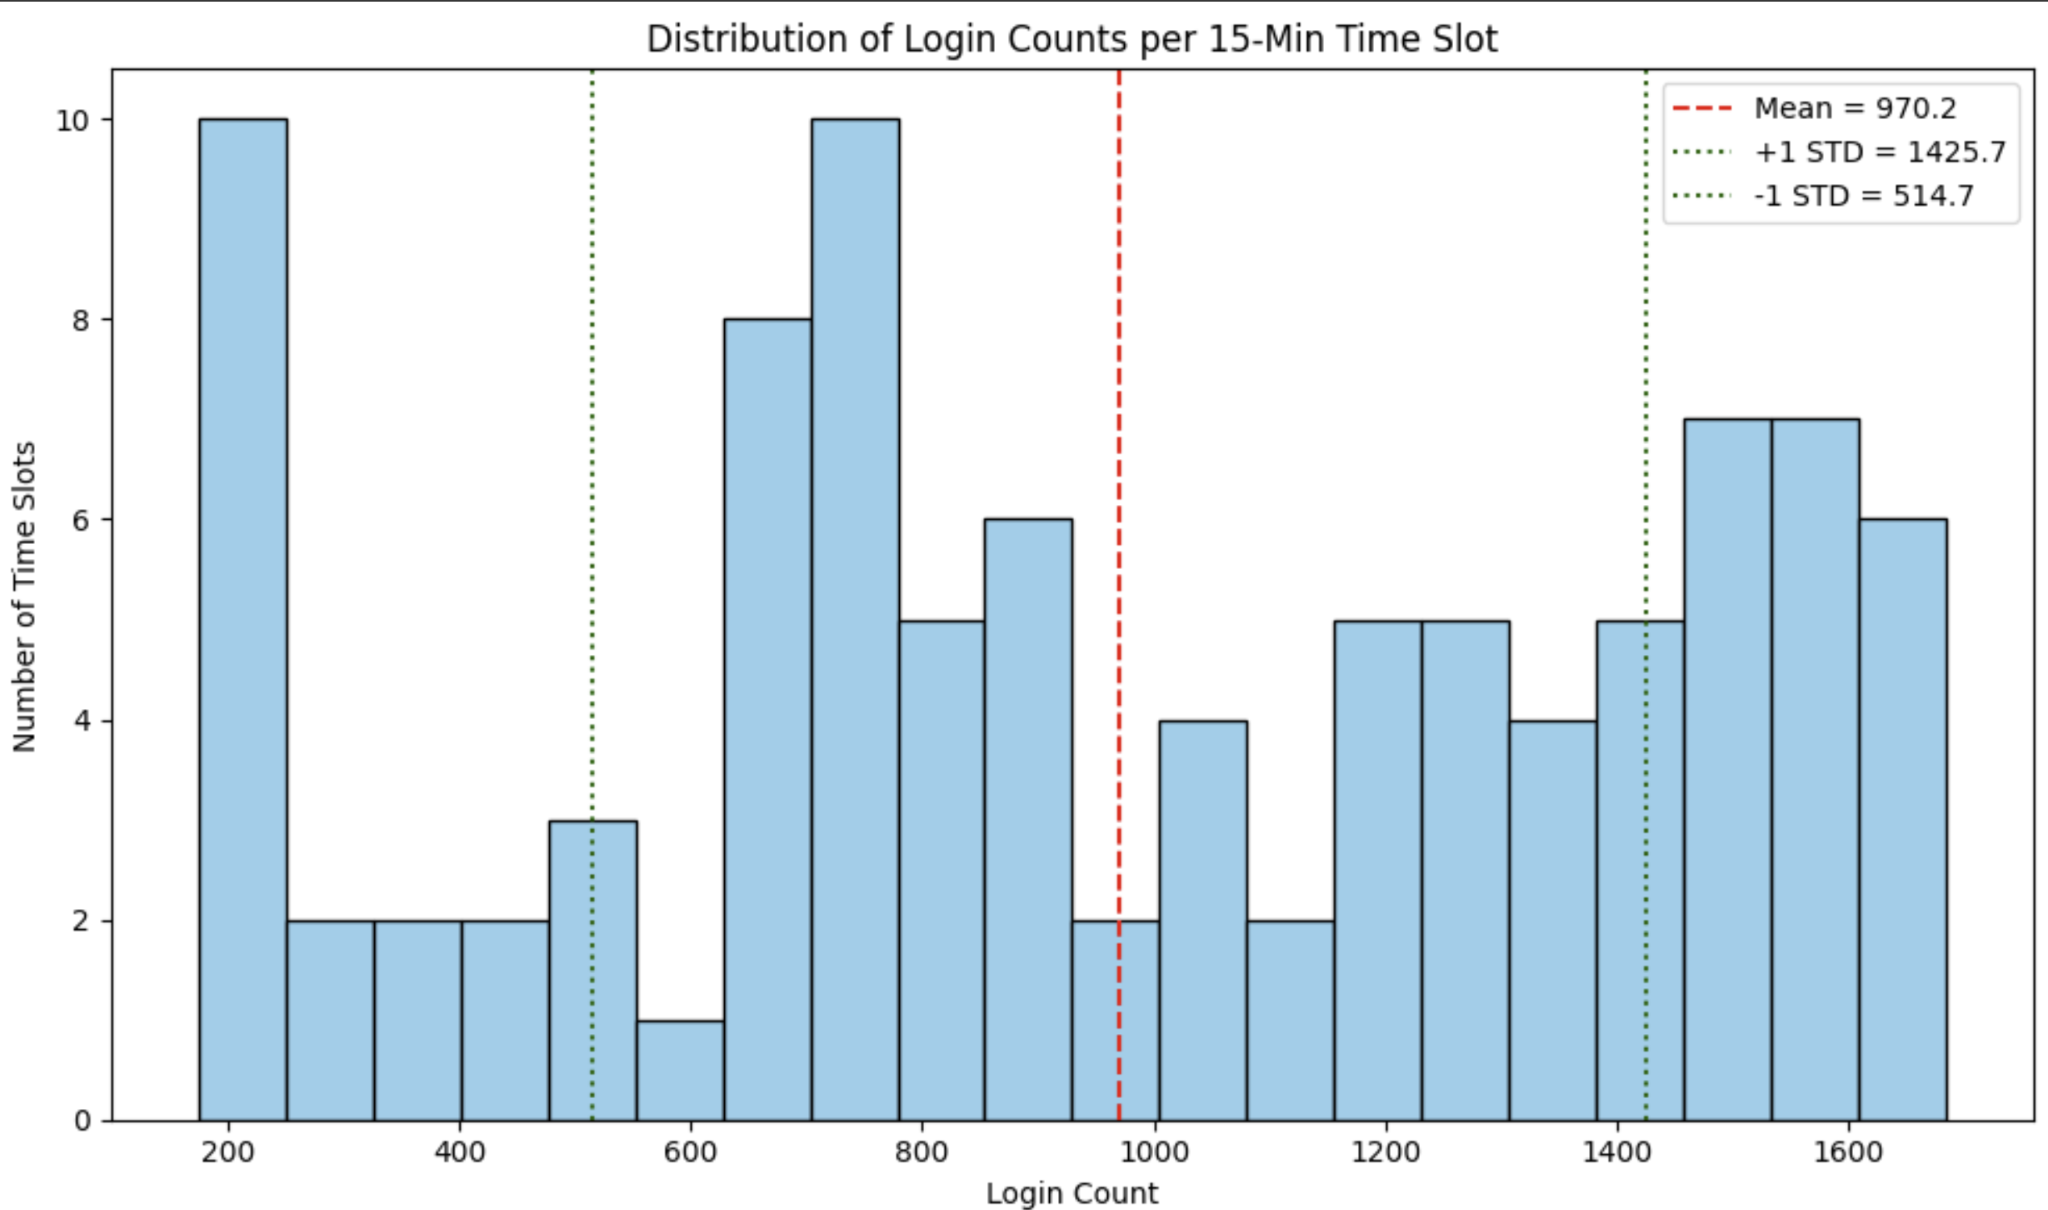 Distribution of Login Counts per 15-Min Time Slot
Mean = 970.2
+1 STD = 1425.7
-1 STD = 514.7
Number of Time Slots
10
8
6
4
2
0
200 400 600 800 1000 1200 1400 1600
Login Count